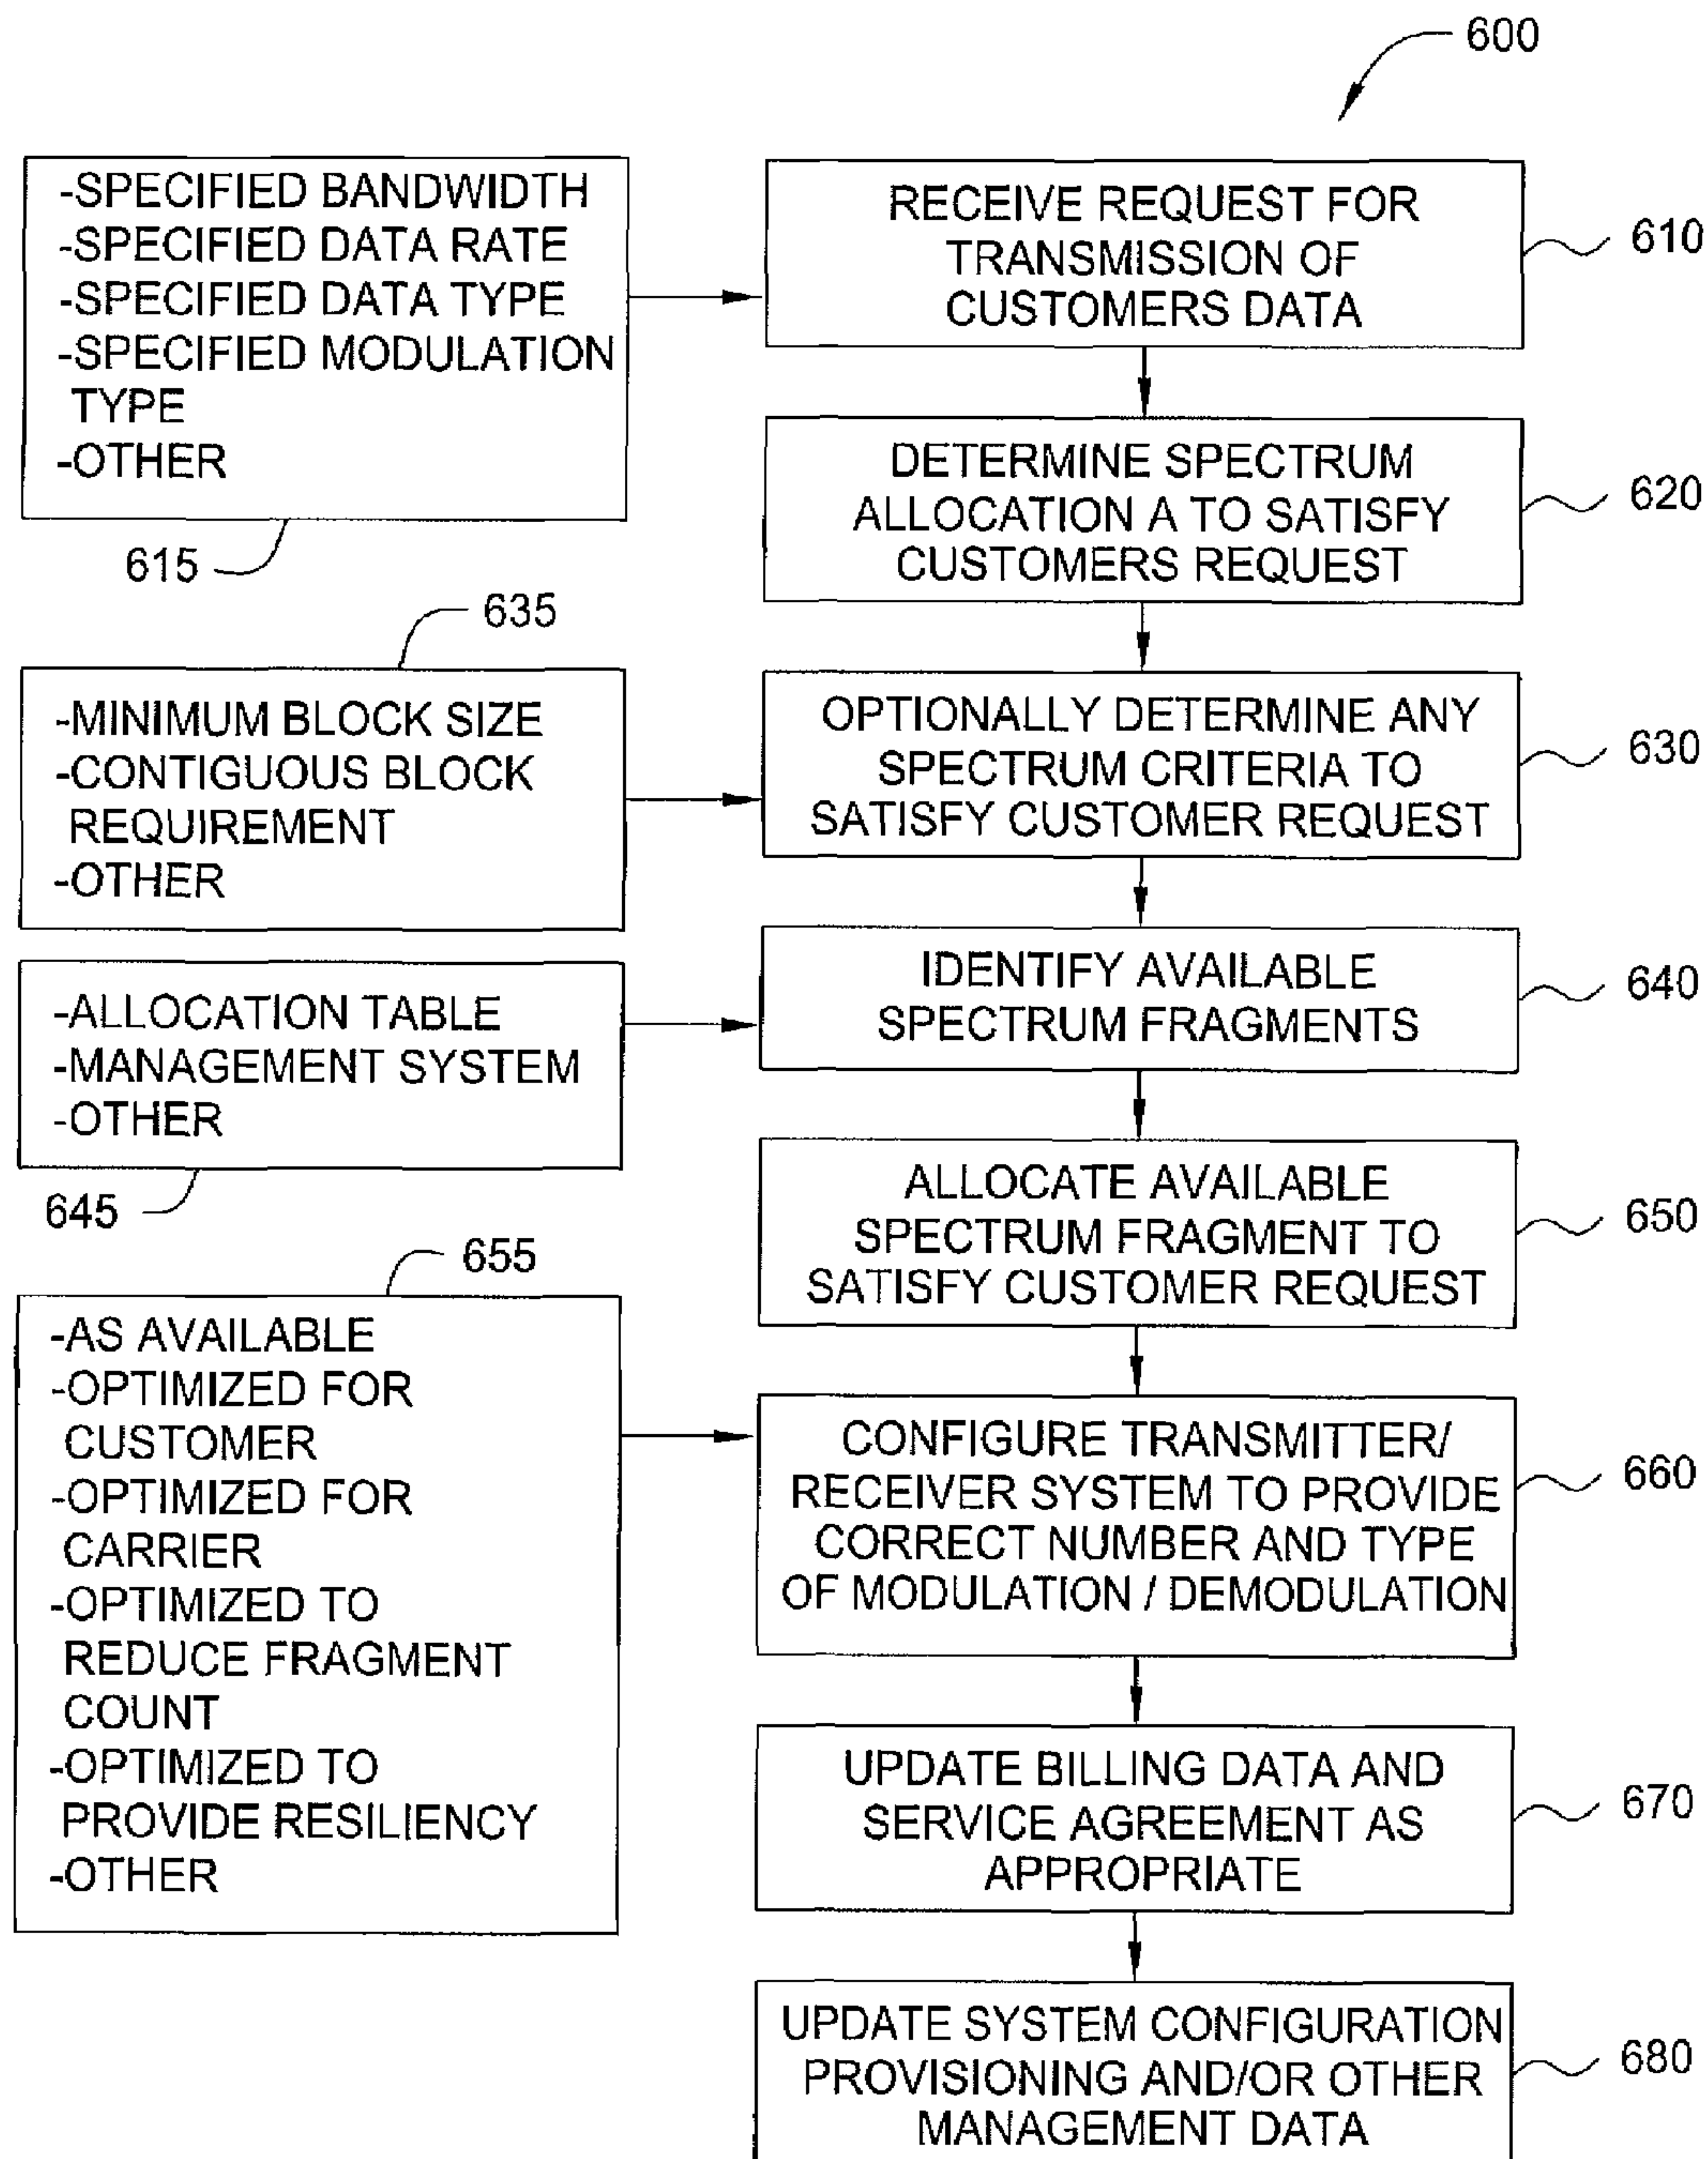 600
-SPECIFIED BANDWIDTH
-SPECIFIED DATA RATE
-SPECIFIED DATA TYPE
-SPECIFIED MODULATION
TYPE
-OTHER
615
RECEIVE REQUEST FOR
TRANSMISSION OF
CUSTOMERS DATA
610
DETERMINE SPECTRUM
ALLOCATION A TO SATISFY
CUSTOMERS REQUEST
620
635
-MINIMUM BLOCK SIZE
-CONTIGUOUS BLOCK
REQUIREMENT
-OTHER
OPTIONALLY DETERMINE ANY
SPECTRUM CRITERIA TO
SATISFY CUSTOMER REQUEST
630
-ALLOCATION TABLE
-MANAGEMENT SYSTEM
-OTHER
645
IDENTIFY AVAILABLE
SPECTRUM FRAGMENTS
640
ALLOCATE AVAILABLE
SPECTRUM FRAGMENT TO
SATISFY CUSTOMER REQUEST
650
655
-AS AVAILABLE
-OPTIMIZED FOR
CUSTOMER
-OPTIMIZED FOR
CARRIER
-OPTIMIZED TO
REDUCE FRAGMENT
COUNT
-OPTIMIZED TO
PROVIDE RESILIENCY
-OTHER
CONFIGURE TRANSMITTER/
RECEIVER SYSTEM TO PROVIDE
CORRECT NUMBER AND TYPE
OF MODULATION / DEMODULATION
660
UPDATE BILLING DATA AND
SERVICE AGREEMENT AS
APPROPRIATE
670
UPDATE SYSTEM CONFIGURATION
PROVISIONING AND/OR OTHER
MANAGEMENT DATA
680